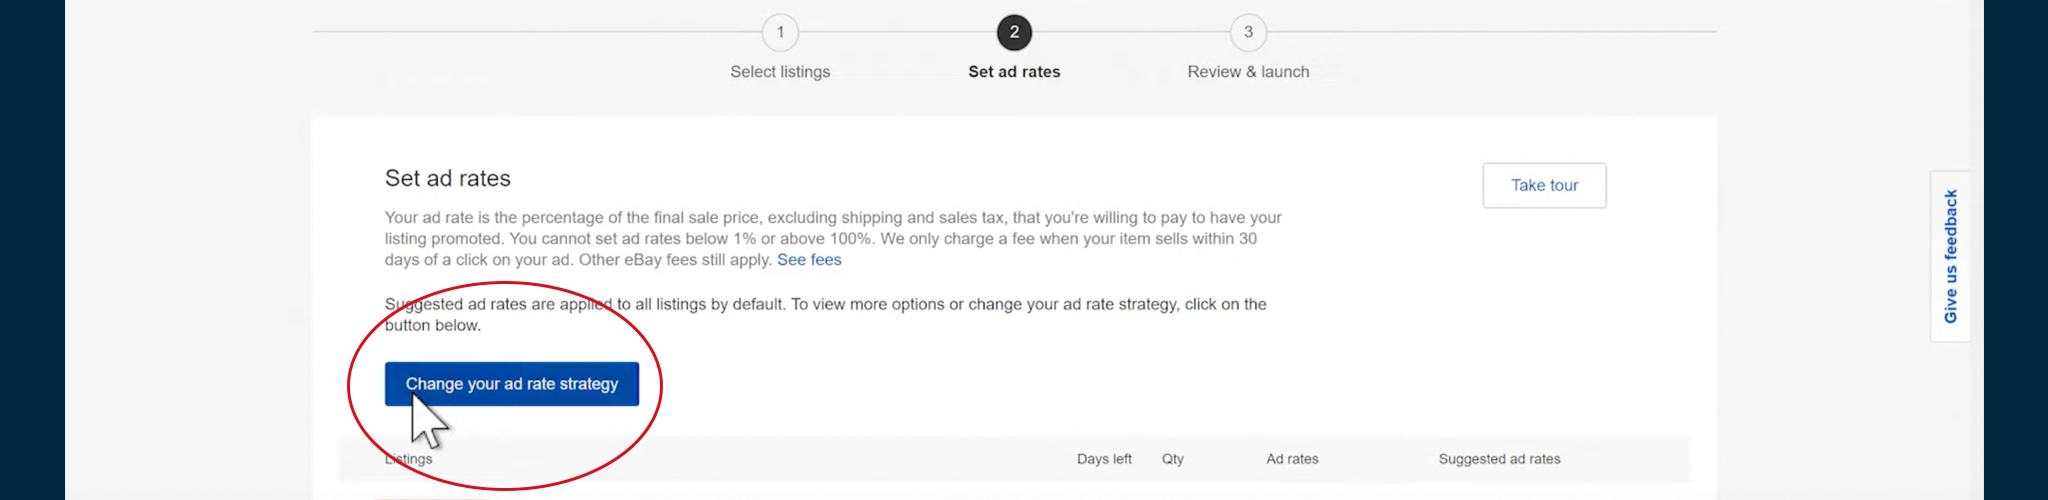 1
2
3
Select listings
Set ad rates
Review & launch
Set ad rates
Take tour
Your ad rate is the percentage of the final sale price, excluding shipping and sales tax, that you're willing to pay to have your
listing promoted. You cannot set ad rates below 1% or above 100%. We only charge a fee when your item sells within 30
days of a click on your ad. Other eBay fees still apply. See fees
Suggested ad rates are applied to all listings by default. To view more options or change your ad rate strategy, click on the
button below.
Change your ad rate strategy
Listings
Days left
Qty
Ad rates
Suggested ad rates
Give us feedback